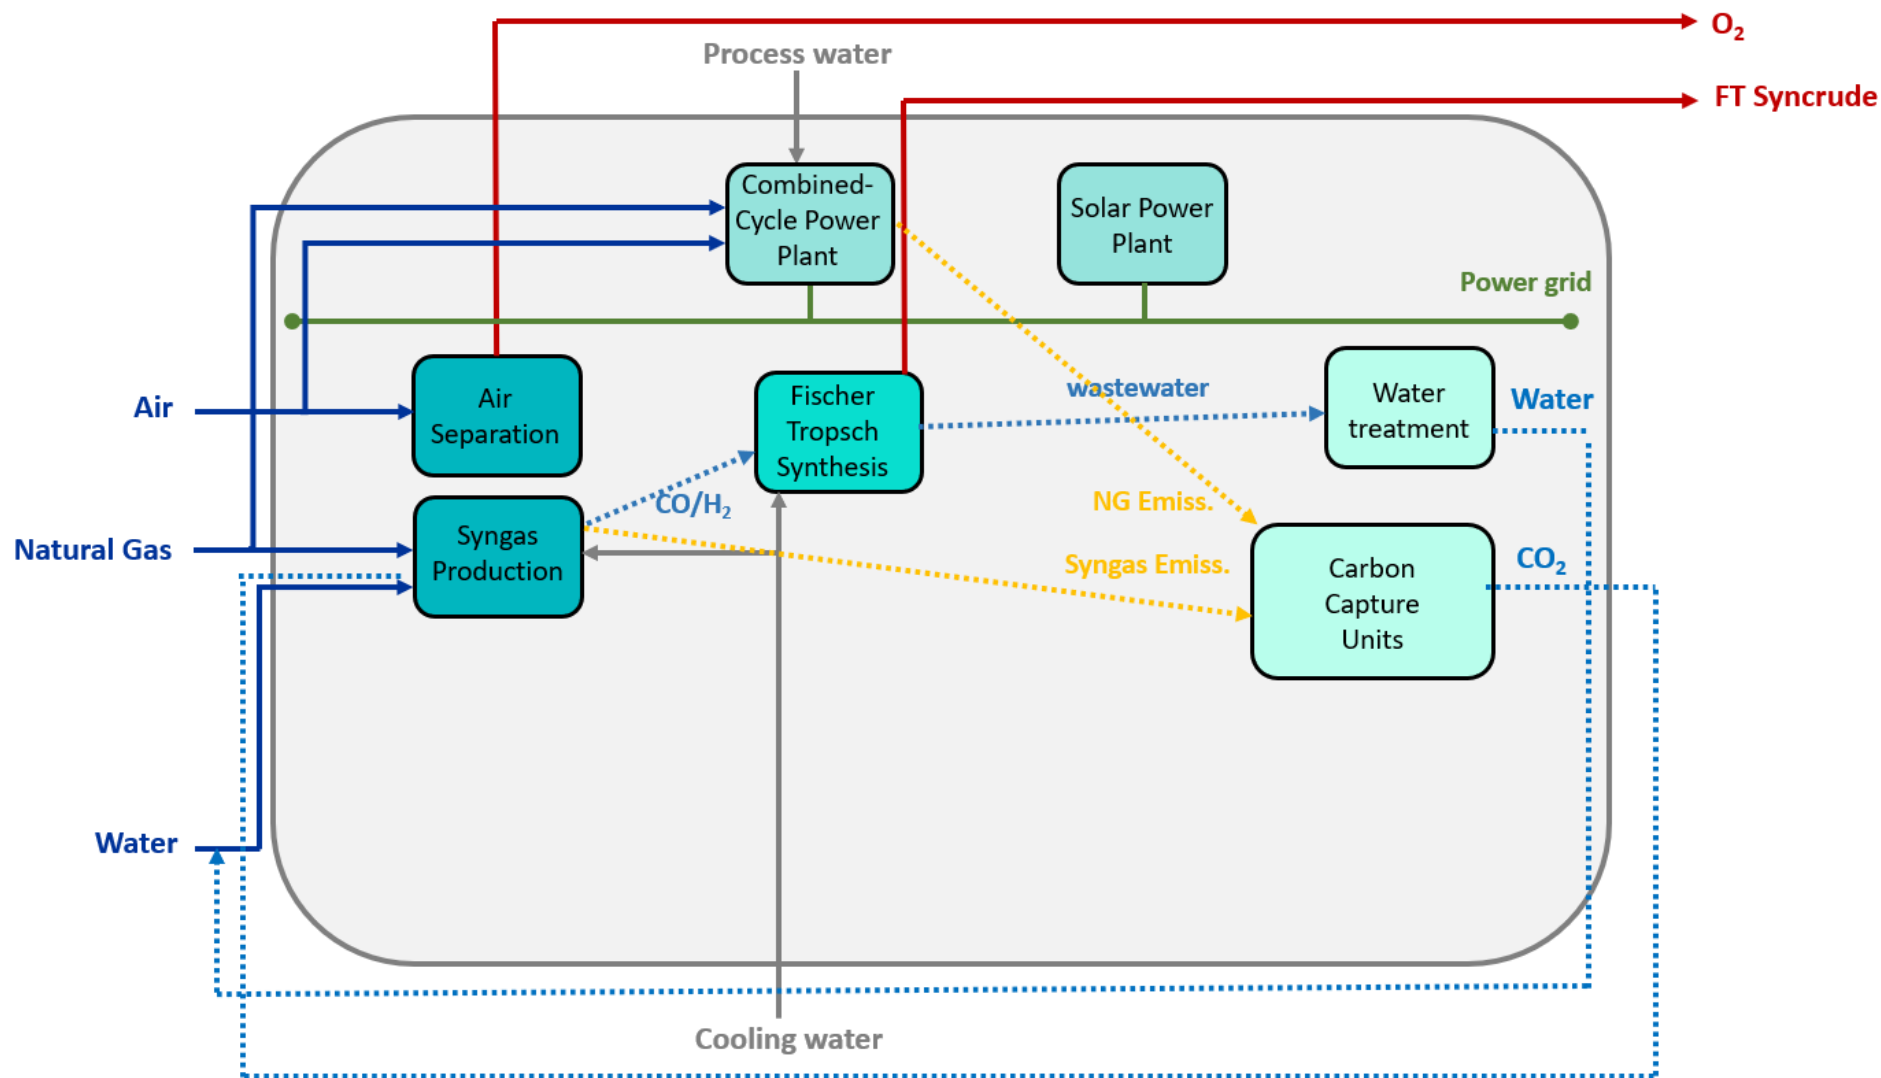 O₂
Process water
FT Syncrude
Combined-
Cycle Power
Plant
Solar Power
Plant
Power grid
Air
Air
Separation
Fischer
Tropsch
Synthesis
wastewater
Water
treatment
Water
CO/H₂
NG Emiss.
Natural Gas
Syngas
Production
Syngas Emiss.
Carbon
Capture
Units
CO₂
Water
Cooling water